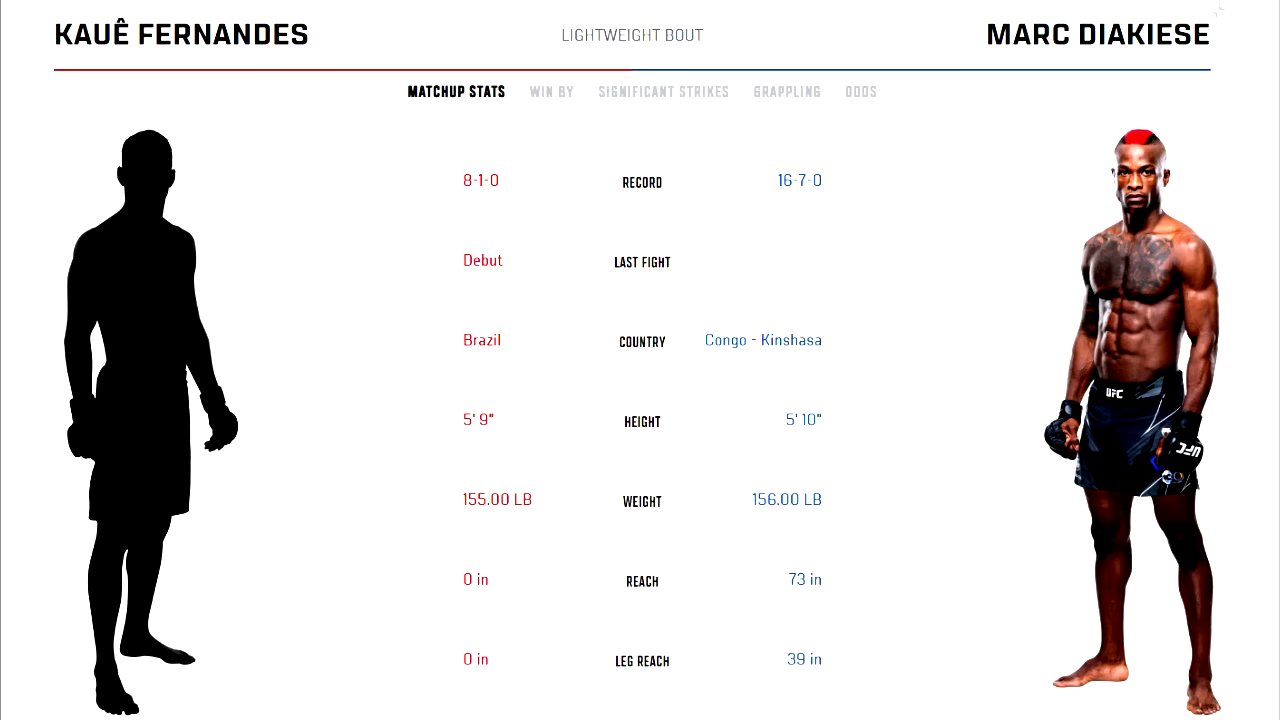 KAUÊ FERNANDES
LIGHTWEIGHT BOUT
MARC DIAKIESE
MATCHUP STATS WIN BY SIGNIFICANT STRIKES GRAPPLING ODDS
8-1-0 RECORD 16-7-0
Debut LAST FIGHT
Brazil COUNTRY Congo - Kinshasa
5' 9" HEIGHT 5' 10"
155.00 LB WEIGHT 156.00 LB
0 in REACH 73 in
0 in LEG REACH 39 in
UFC
UFC